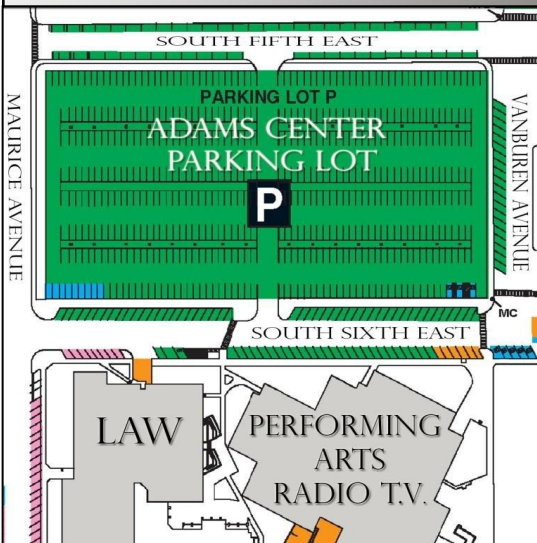 SOUTH FIFTH EAST
PARKING LOT P
ADAMS CENTER
PARKING LOT
P
MAURICE AVENUE
VANBUREN AVENUE
MC
SOUTH SIXTH EAST
LAW
PERFORMING
ARTS
RADIO T.V.